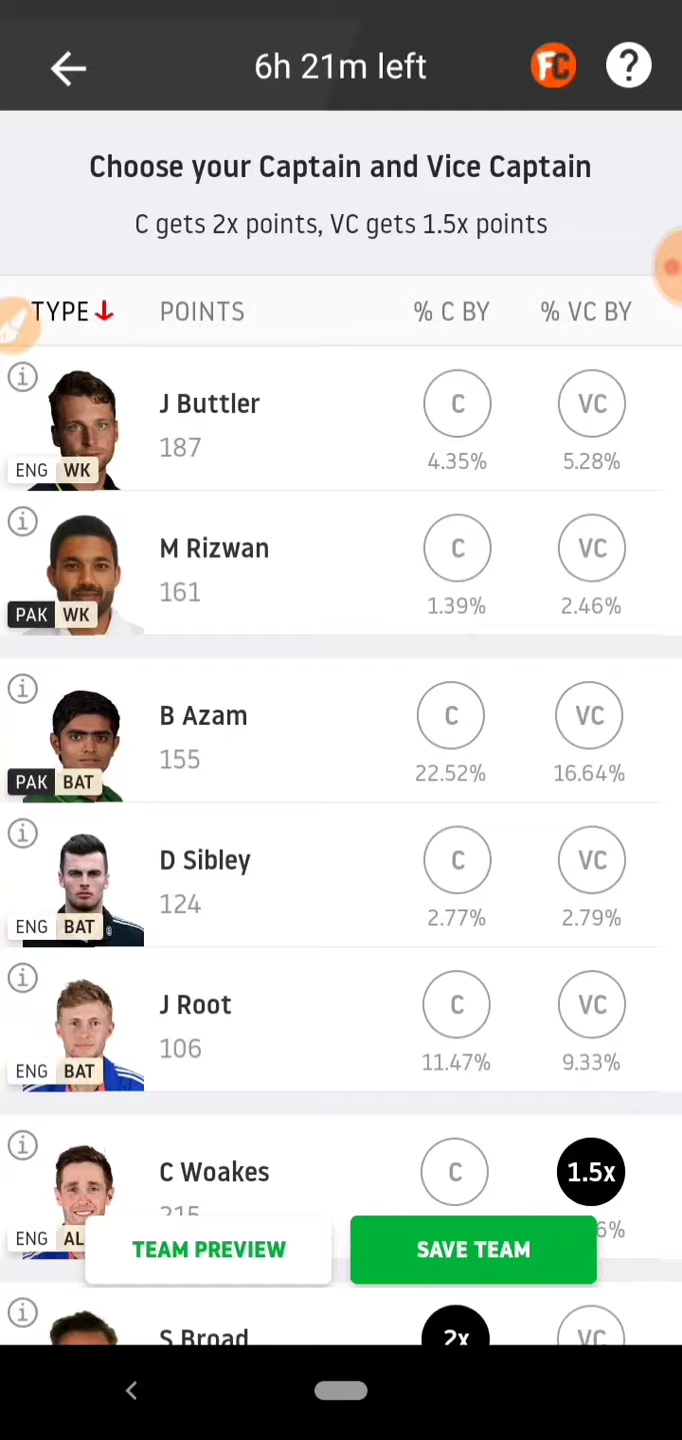 6h 21m left
FC
?
Choose your Captain and Vice Captain
C gets 2x points, VC gets 1.5x points
TYPE POINTS % C BY % VC BY
J Buttler
187
C VC
4.35% 5.28%
ENG WK
M Rizwan
161
C VC
1.39% 2.46%
PAK WK
B Azam
155
C VC
22.52% 16.64%
PAK BAT
D Sibley
124
C VC
2.77% 2.79%
ENG BAT
J Root
106
C VC
11.47% 9.33%
ENG BAT
C Woakes
215
C 1.5x
6%
ENG AL
TEAM PREVIEW SAVE TEAM
S Broad
2x VC